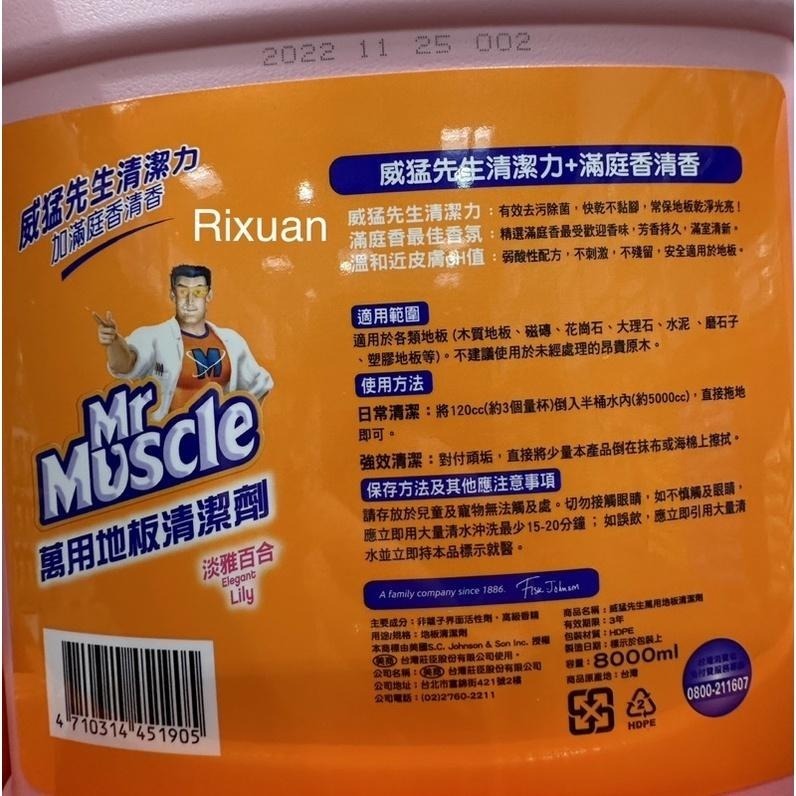 2022 11 25 002
威猛先生清潔力
加滿庭香清香
Mr
Muscle
萬用地板清潔劑
淡雅百合
Elegant
Lily
4 710314 451905
Rixuan
威猛先生清潔力+滿庭香清香
威猛先生清潔力：有效去污除菌，快乾不黏腳，常保地板乾淨光亮！
滿庭香最佳香氛：精選滿庭香最受歡迎香味，芳香持久，滿室清新。
溫和近皮膚pH值：弱酸性配方，不刺激，不殘留，安全適用於地板。
適用範圍
適用於各類地板 (木質地板、磁磚、花崗石、大理石、水泥 、磨石子
、塑膠地板等)。不建議使用於未經處理的昂貴原木。
使用方法
日常清潔：將120cc(約3個量杯)倒入半桶水內(約5000cc)，直接拖地
即可。
強效清潔：對付頑垢，直接將少量本產品倒在抹布或海棉上擦拭。
保存方法及其他應注意事項
請存放於兒童及寵物無法觸及處。切勿接觸眼睛，如不慎觸及眼睛，
應立即用大量清水沖洗最少15-20分鐘；如誤飲，應立即引用大量清
水並立即持本品標示就醫。
A family company since 1886. Fisk Johnson
主要成分：非離子界面活性劑，高級香精
用途/規格：地板清潔劑
本商標由美國S.C. Johnson & Son Inc. 授權
(美商) 台灣莊臣股份有限公司使用。
公司名稱：(美商) 台灣莊臣股份有限公司
公司地址：台北市富錦街421號2樓
公司電話：(02)2760-2211
商品名稱：威猛先生萬用地板清潔劑
有效期限：3年
包裝材質：HDPE
製造日期：標示於包裝上
容量：8000ml
商品原產地：台灣
0800-211607
2
HDPE